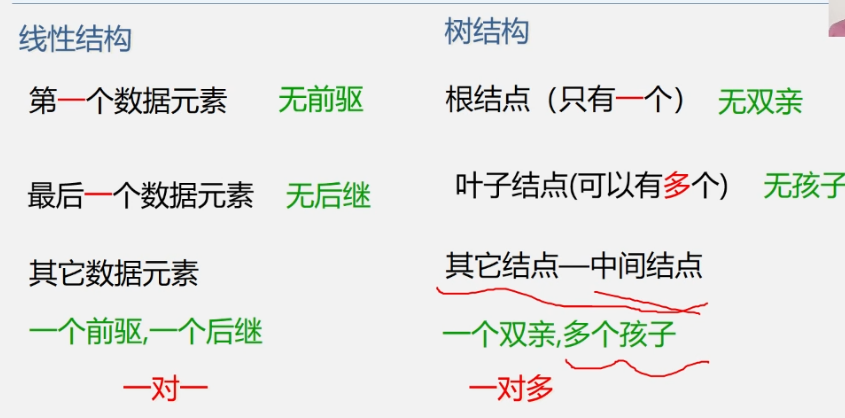 线性结构
第一个数据元素 无前驱
最后一个数据元素 无后继
其它数据元素
一个前驱,一个后继
一对一
树结构
根结点（只有一个） 无双亲
叶子结点(可以有多个) 无孩子
其它结点—中间结点
一个双亲,多个孩子
一对多